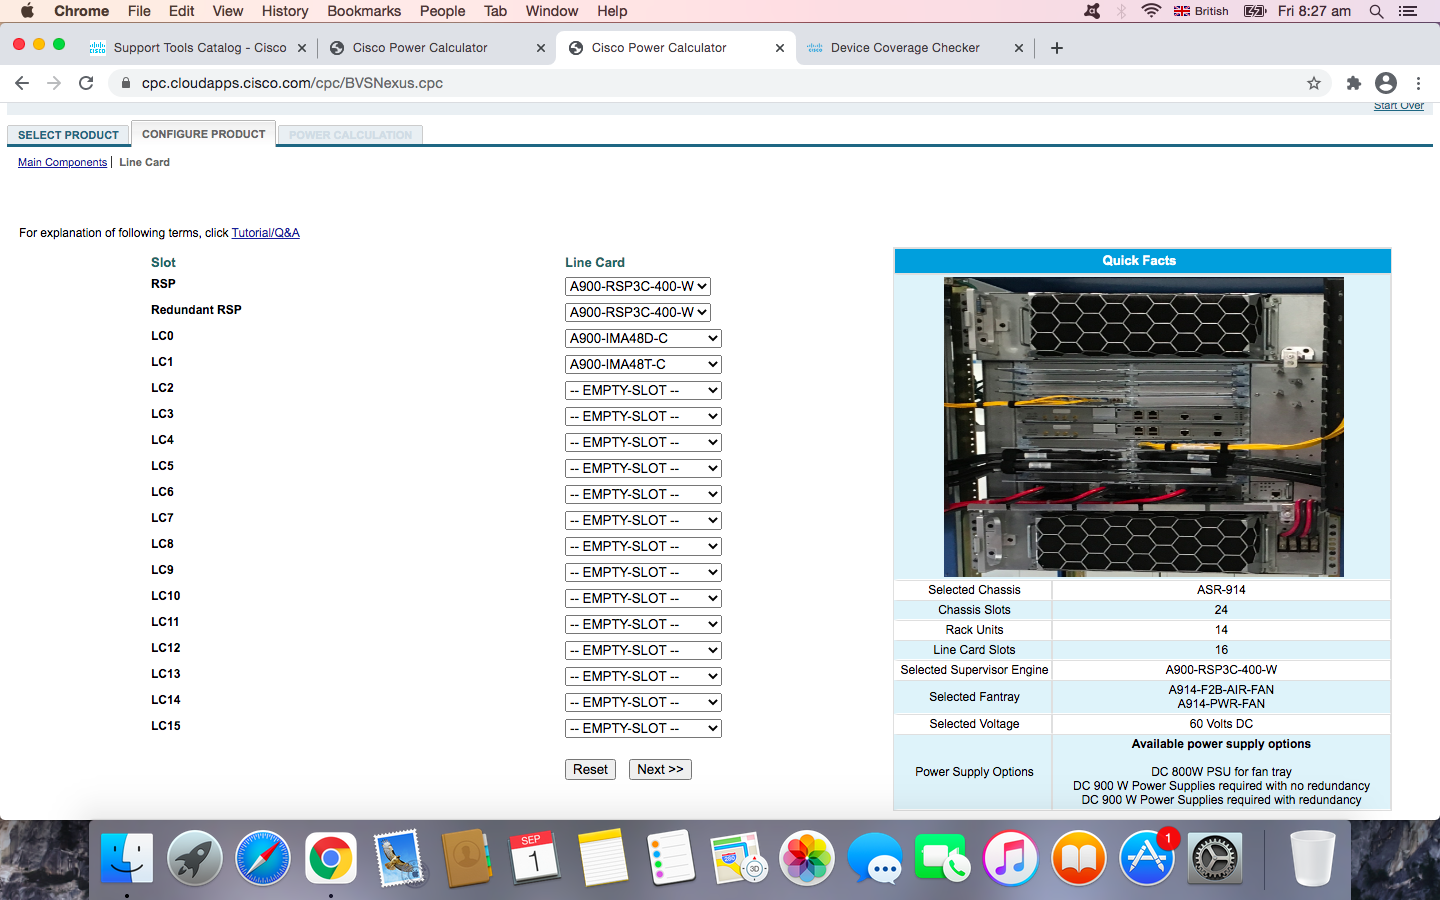 Chrome File Edit View History Bookmarks People Tab Window Help British Fri 8:27 am
Support Tools Catalog - Cisco Cisco Power Calculator Cisco Power Calculator Device Coverage Checker
cpc.cloudapps.cisco.com/cpc/BVSNexus.cpc
Start Over
SELECT PRODUCT CONFIGURE PRODUCT POWER CALCULATION
Main Components | Line Card
For explanation of following terms, click Tutorial/Q&A
Slot Line Card
RSP A900-RSP3C-400-W
Redundant RSP A900-RSP3C-400-W
LC0 A900-IMA48D-C
LC1 A900-IMA48T-C
LC2 -- EMPTY-SLOT --
LC3 -- EMPTY-SLOT --
LC4 -- EMPTY-SLOT --
LC5 -- EMPTY-SLOT --
LC6 -- EMPTY-SLOT --
LC7 -- EMPTY-SLOT --
LC8 -- EMPTY-SLOT --
LC9 -- EMPTY-SLOT --
LC10 -- EMPTY-SLOT --
LC11 -- EMPTY-SLOT --
LC12 -- EMPTY-SLOT --
LC13 -- EMPTY-SLOT --
LC14 -- EMPTY-SLOT --
LC15 -- EMPTY-SLOT --
Reset Next >>
Quick Facts
Selected Chassis ASR-914
Chassis Slots 24
Rack Units 14
Line Card Slots 16
Selected Supervisor Engine A900-RSP3C-400-W
Selected Fantray A914-F2B-AIR-FAN
A914-PWR-FAN
Selected Voltage 60 Volts DC
Available power supply options
Power Supply Options DC 800W PSU for fan tray
DC 900 W Power Supplies required with no redundancy
DC 900 W Power Supplies required with redundancy
SEP
1
280
3D
1